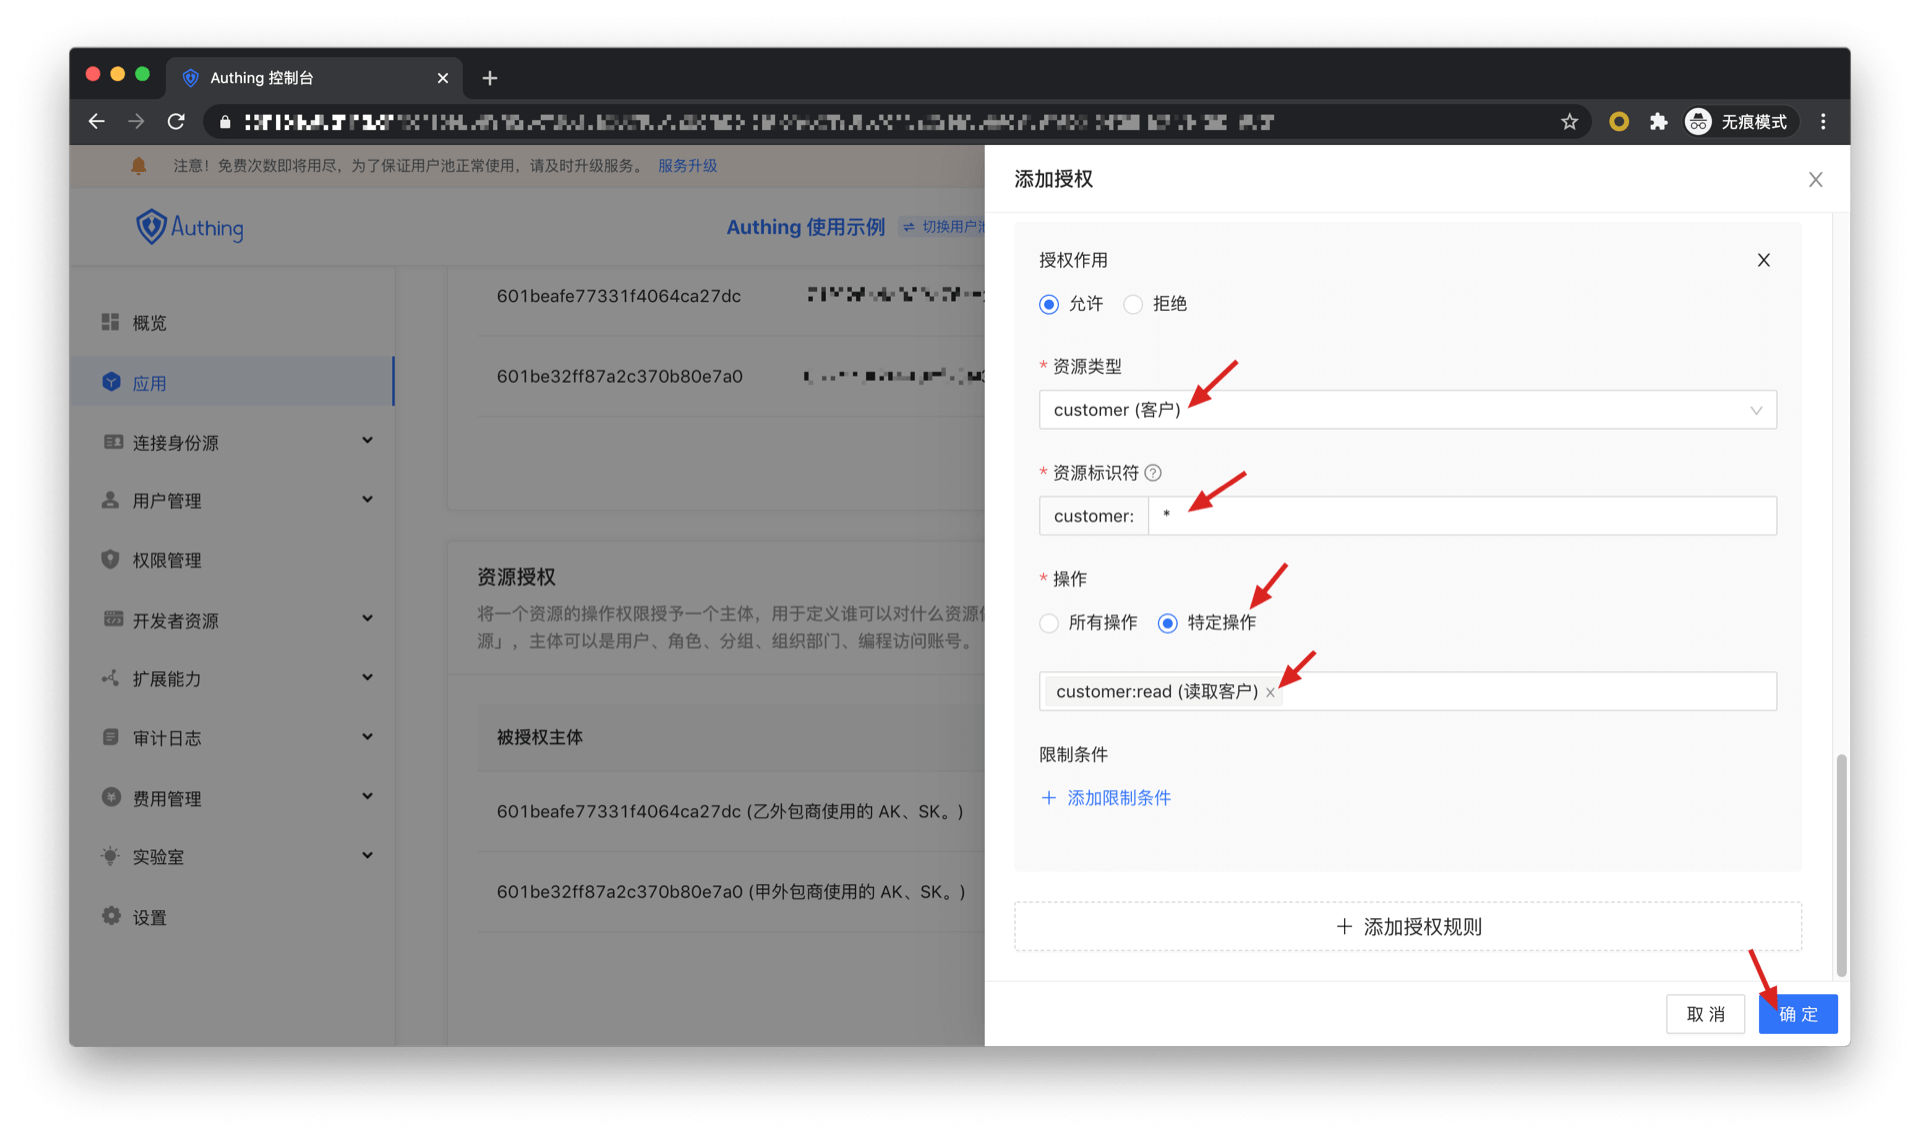 Authing 控制台
无痕模式
注意！免费次数即将用尽，为了保证用户池正常使用，请及时升级服务。 服务升级
Authing
Authing 使用示例
切换用户池
概览
应用
连接身份源
用户管理
权限管理
开发者资源
扩展能力
审计日志
费用管理
实验室
设置
601beafe77331f4064ca27dc
601be32ff87a2c370b80e7a0
资源授权
将一个资源的操作权限授予一个主体，用于定义谁可以对什么资源
源」，主体可以是用户、角色、分组、组织部门、编程访问账号。
被授权主体
601beafe77331f4064ca27dc (乙外包商使用的 AK、SK。)
601be32ff87a2c370b80e7a0 (甲外包商使用的 AK、SK。)
添加授权
授权作用
允许 拒绝
* 资源类型
customer (客户)
* 资源标识符 ?
customer: *
* 操作
所有操作 特定操作
customer:read (读取客户) ×
限制条件
+ 添加限制条件
+ 添加授权规则
取 消 确 定